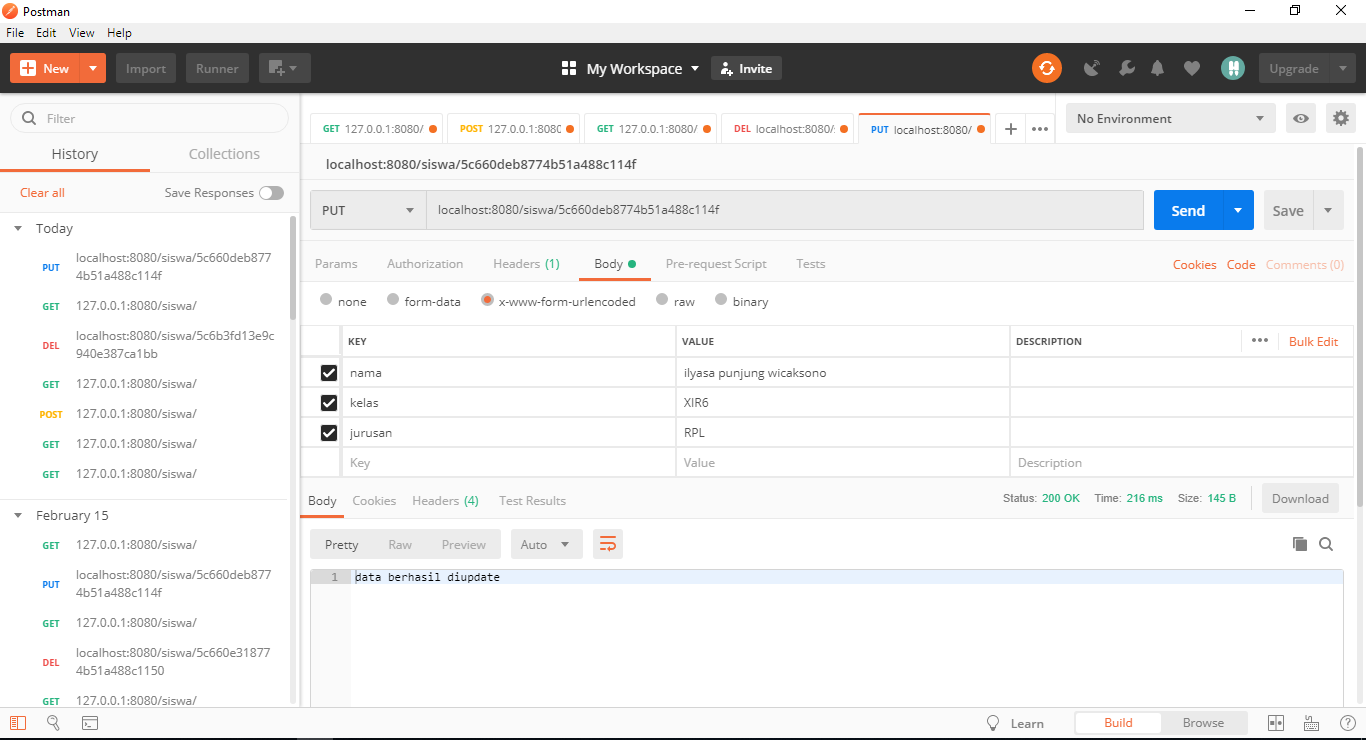 Postman
File Edit View Help
New Import Runner My Workspace Invite Upgrade
Filter
History Collections
Clear all Save Responses
Today
PUT localhost:8080/siswa/5c660deb877
4b51a488c114f
GET 127.0.0.1:8080/siswa/
DEL localhost:8080/siswa/5c6b3fd13e9c
940e387ca1bb
GET 127.0.0.1:8080/siswa/
POST 127.0.0.1:8080/siswa/
GET 127.0.0.1:8080/siswa/
GET 127.0.0.1:8080/siswa/
February 15
GET 127.0.0.1:8080/siswa/
PUT localhost:8080/siswa/5c660deb877
4b51a488c114f
GET 127.0.0.1:8080/siswa/
DEL localhost:8080/siswa/5c660e31877
4b51a488c1150
GET 127.0.0.1:8080/siswa/
GET 127.0.0.1:8080/ POST 127.0.0.1:808( GET 127.0.0.1:8080/ DEL localhost:8080/ PUT localhost:8080/ No Environment
localhost:8080/siswa/5c660deb8774b51a488c114f
PUT localhost:8080/siswa/5c660deb8774b51a488c114f Send Save
Params Authorization Headers (1) Body Pre-request Script Tests Cookies Code Comments (0)
none form-data x-www-form-urlencoded raw binary
KEY VALUE DESCRIPTION ••• Bulk Edit
nama ilyasa punjung wicaksono
kelas XIR6
jurusan RPL
Key Value Description
Body Cookies Headers (4) Test Results Status: 200 OK Time: 216 ms Size: 145 B Download
Pretty Raw Preview Auto
1 data berhasil diupdate
Learn Build Browse